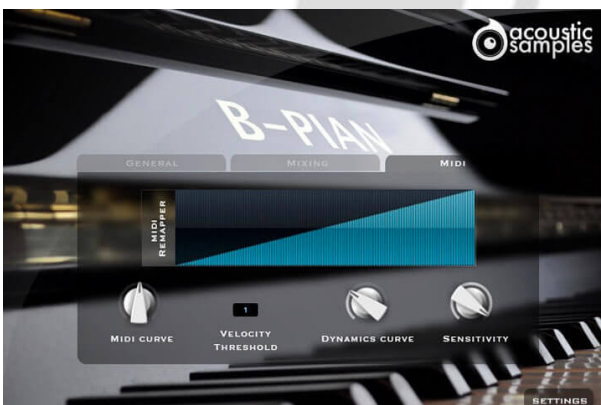 acoustic
samples
B-PIAN
GENERAL
MIXING
MIDI
MIDI
REMAPPER
1
MIDI CURVE
VELOCITY
THRESHOLD
DYNAMICS CURVE
SENSITIVITY
SETTINGS